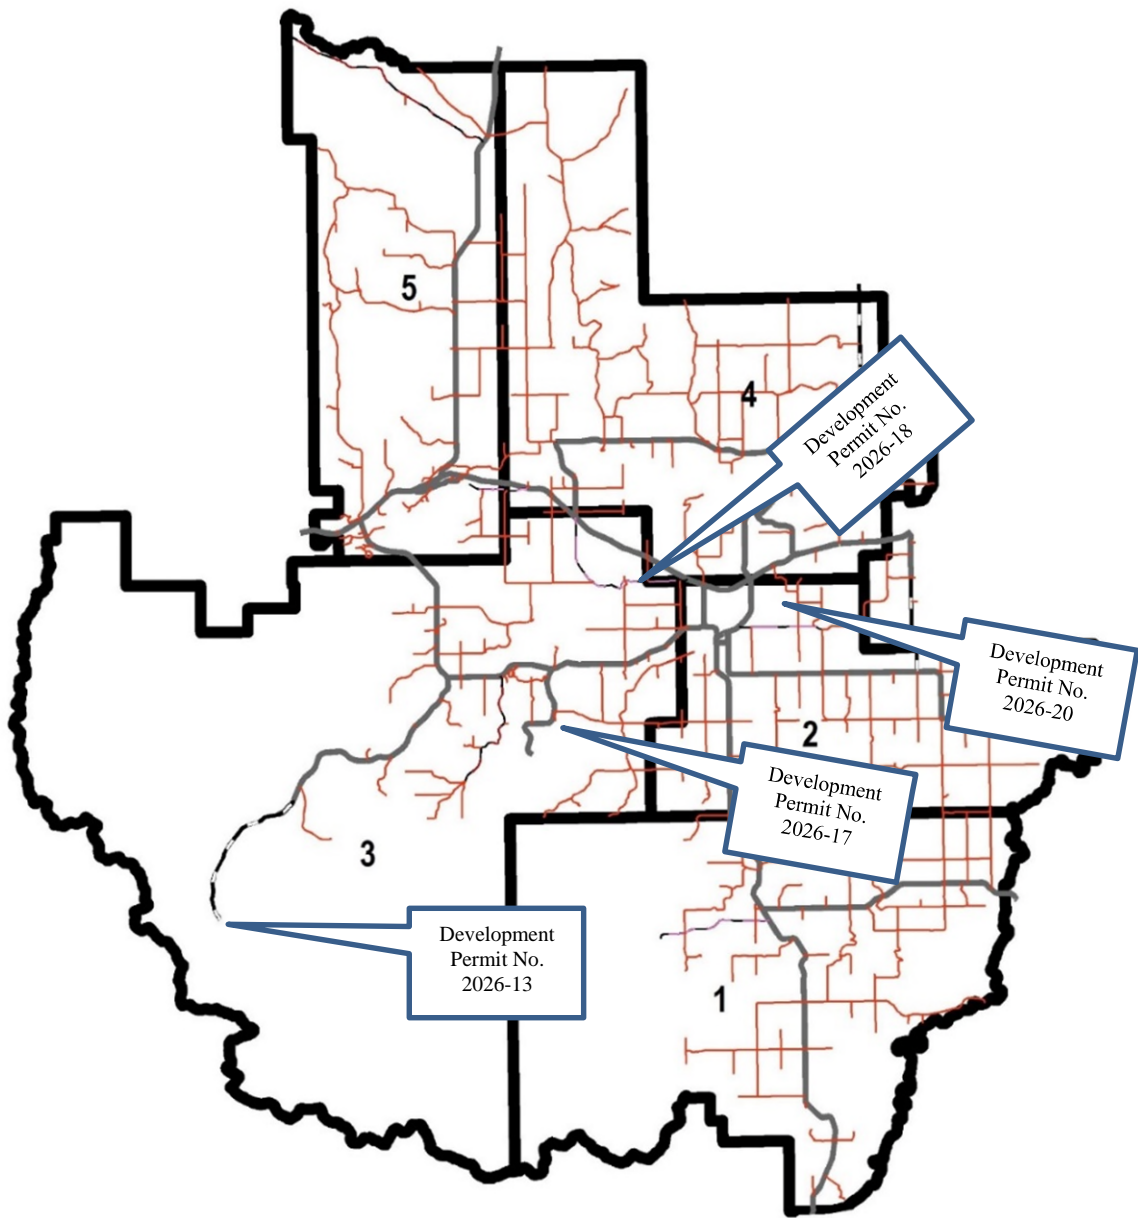 5
4
Development
Permit No.
2026-18
Development
Permit No.
2026-20
2
Development
Permit No.
2026-17
3
Development
Permit No.
2026-13
1